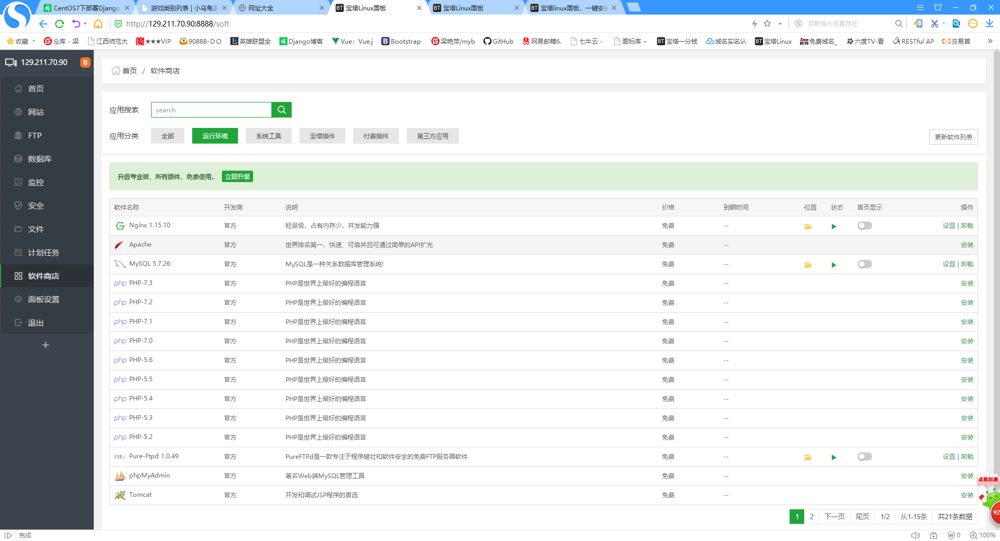 CentOS7下部署Django
游戏类别列表 | 小乌龟游
网址大全
BT 宝塔Linux面板
BT 宝塔Linux面板
BT 宝塔linux面板，一键安装
http://129.211.70.90:8888/soft
尼斯湖水怪真存在
收藏
仓库 - 梁
江西师范大
★★★VIP
90888-D O
英雄联盟全
Django博客
Vue: Vue.j
Bootstrap
梁艳萍/myb
GitHub
网易邮箱6.
七牛云 -
图标库 –
BT 宝塔一分钱
域名实名认
BT 宝塔Linux
免费域名_
六度TV-看
RESTful AP
交易首
129.211.70.90
0
首页
网站
FTP
数据库
监控
安全
文件
计划任务
软件商店
面板设置
退出
+
首页 / 软件商店
应用搜索
search
应用分类
全部
运行环境
系统工具
宝塔插件
付费插件
第三方应用
更新软件列表
升级专业版，所有插件，免费使用。 立即升级
软件名称 开发商 说明 价格 到期时间 位置 状态 首页显示 操作
Nginx 1.15.10 官方 轻量级，占有内存少，并发能力强 免费 -- 设置 | 卸载
Apache 官方 世界排名第一，快速、可靠并且可通过简单的API扩充 免费 -- 安装
MySQL 5.7.26 官方 MySQL是一种关系数据库管理系统! 免费 -- 设置 | 卸载
php PHP-7.3 官方 PHP是世界上最好的编程语言 免费 -- 安装
php PHP-7.2 官方 PHP是世界上最好的编程语言 免费 -- 安装
php PHP-7.1 官方 PHP是世界上最好的编程语言 免费 -- 安装
php PHP-7.0 官方 PHP是世界上最好的编程语言 免费 -- 安装
php PHP-5.6 官方 PHP是世界上最好的编程语言 免费 -- 安装
php PHP-5.5 官方 PHP是世界上最好的编程语言 免费 -- 安装
php PHP-5.4 官方 PHP是世界上最好的编程语言 免费 -- 安装
php PHP-5.3 官方 PHP是世界上最好的编程语言 免费 -- 安装
php PHP-5.2 官方 PHP是世界上最好的编程语言 免费 -- 安装
FTP Pure-Ftpd 1.0.49 官方 PureFTPd是一款专注于程序健壮和软件安全的免费FTP服务器软件 免费 -- 设置 | 卸载
phpMyAdmin 官方 著名Web端MySQL管理工具 免费 -- 安装
Tomcat 官方 开发和调试JSP程序的首选 免费 -- 安装
点我加速
92
1 2 下一页 尾页 1/2 从1-15条 共21条数据
完成
0
100%